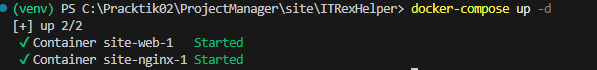 (venv) PS C:\Pracktik02\ProjectManager\site\ITRexHelper> docker-compose up -d
[+] up 2/2
✓ Container site-web-1 Started
✓ Container site-nginx-1 Started